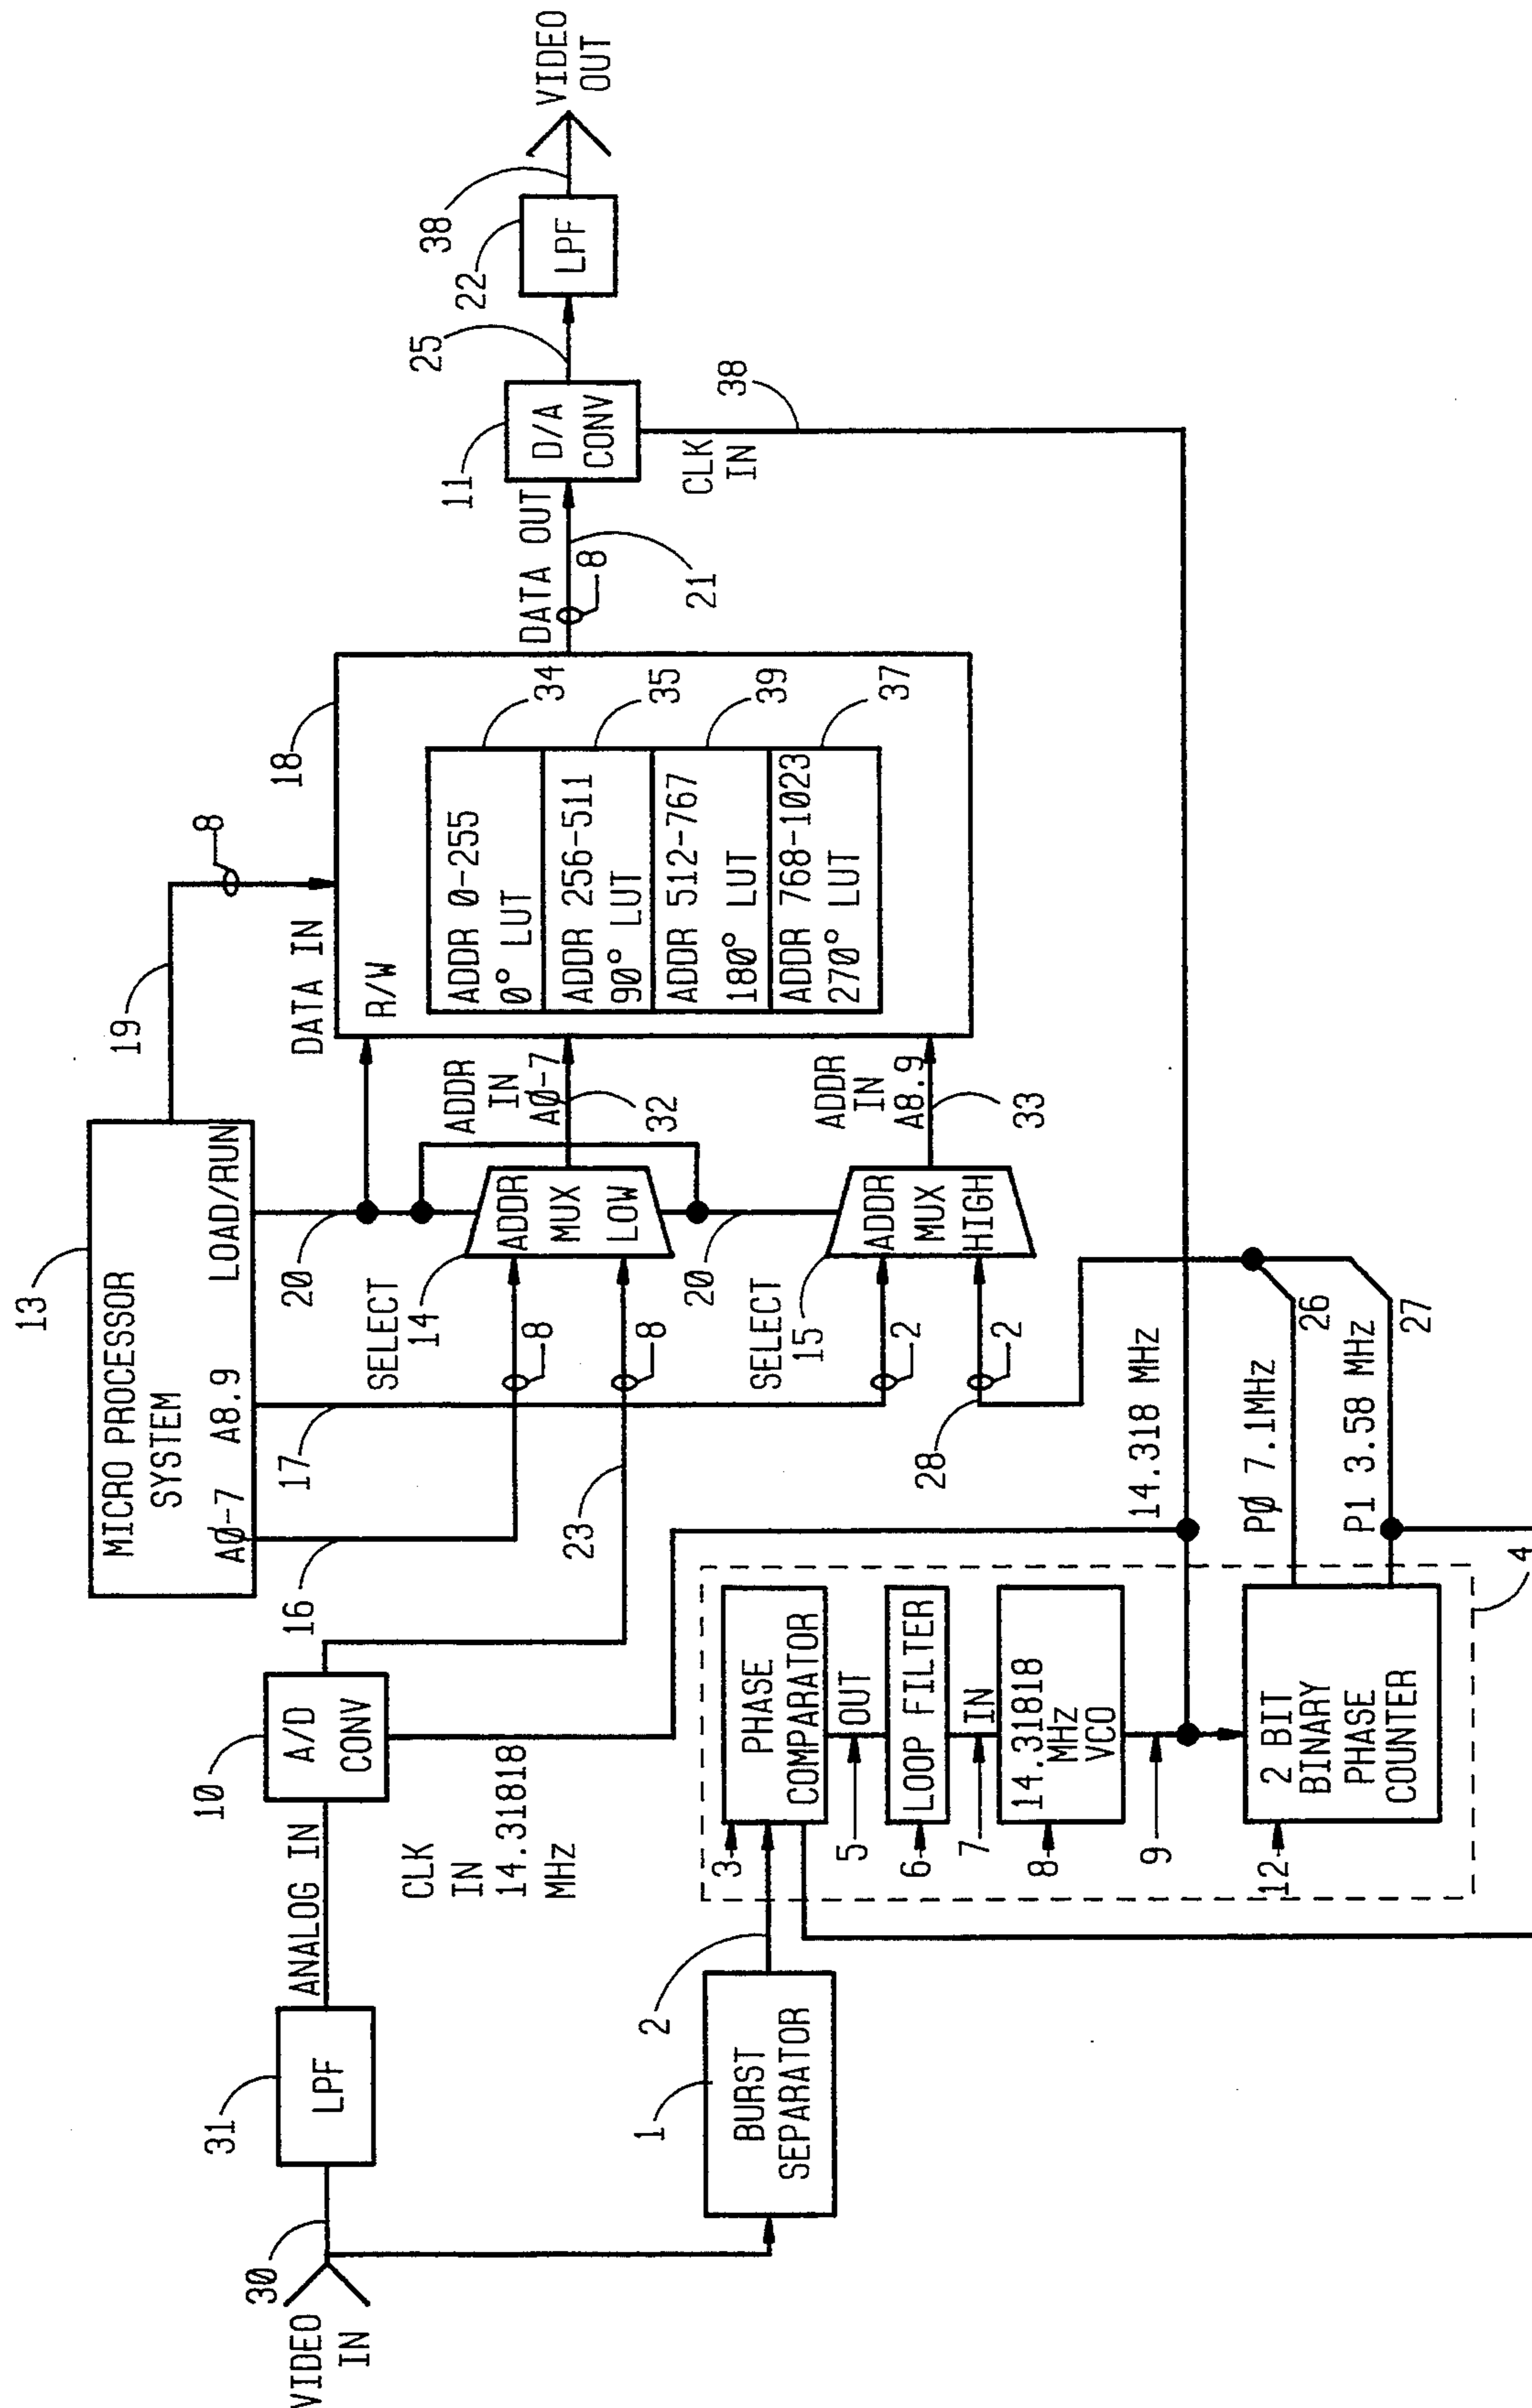 VIDEO
IN
30
31
LPF
ANALOG IN
10
A/D
CONV
CLK
IN
14.31818
MHz
13
MICRO PROCESSOR
SYSTEM
AØ-7
A8.9
LOAD/RUN
16
17
20
19
8
DATA IN
SELECT
14
ADDR
MUX
LOW
8
8
23
20
SELECT
15
ADDR
MUX
HIGH
2
2
28
ADDR
IN
AØ-7
32
ADDR
IN
A8.9
33
18
R/W
ADDR 0-255
0° LUT
34
ADDR 256-511
90° LUT
35
ADDR 512-767
180° LUT
39
ADDR 768-1023
270° LUT
37
DATA OUT
8
21
11
D/A
CONV
CLK
IN
38
25
22
LPF
38
VIDEO
OUT
1
BURST
SEPARATOR
2
3
PHASE
COMPARATOR
5
OUT
6
LOOP FILTER
7
IN
8
14.31818
MHz
VCO
9
12
2 BIT
BINARY
PHASE
COUNTER
4
14.318 MHz
PØ 7.1MHz
26
P1 3.58 MHz
27